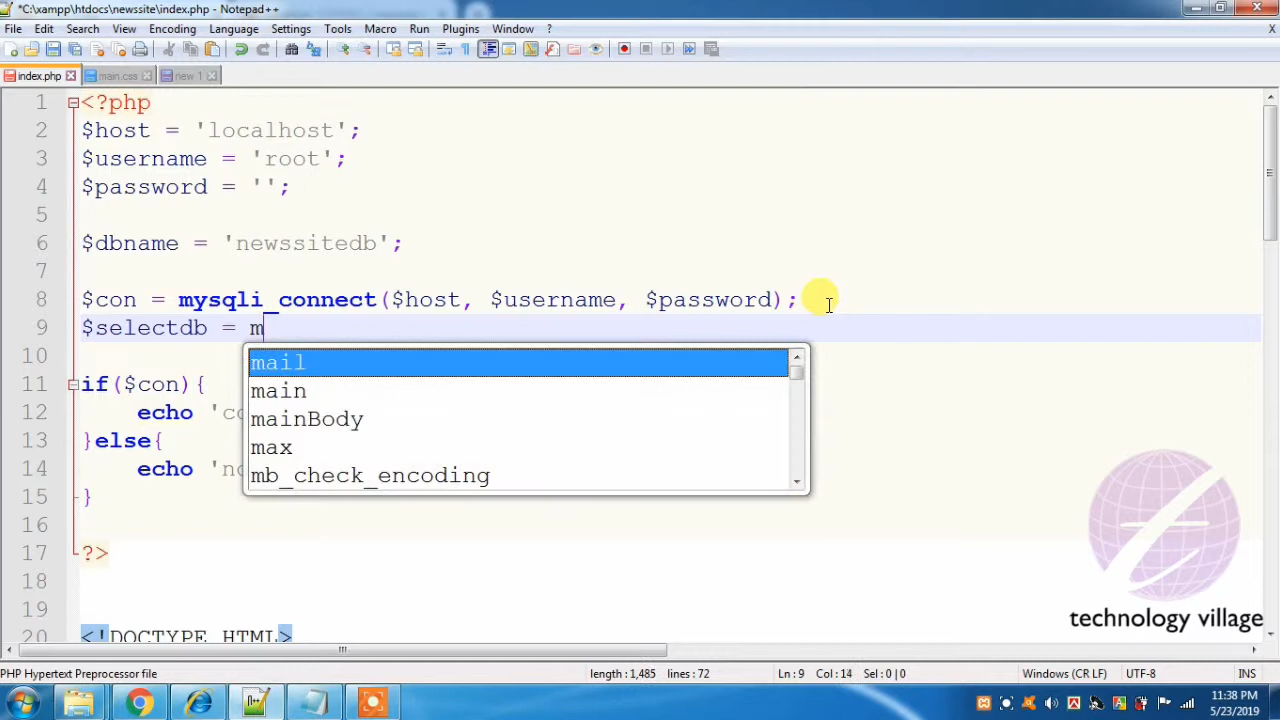 *C:\xampp\htdocs\newssite\index.php - Notepad++
File Edit Search View Encoding Language Settings Tools Macro Run Plugins Window ? X
index.php main.css new 1
1 <?php
2 $host = 'localhost';
3 $username = 'root';
4 $password = '';
5
6 $dbname = 'newssitedb';
7
8 $con = mysqli_connect($host, $username, $password);
9 $selectdb = m
10
mail
11 if($con){
main
12 echo 'co
mainBody
13 }else{
max
14 echo 'no
mb_check_encoding
15 }
16
17 ?>
18
19
20 <!DOCTYPE HTML>
technology village
PHP Hypertext Preprocessor file length : 1,485 lines : 72 Ln : 9 Col : 14 Sel : 0 | 0 Windows (CR LF) UTF-8 INS
11:38 PM
5/23/2019